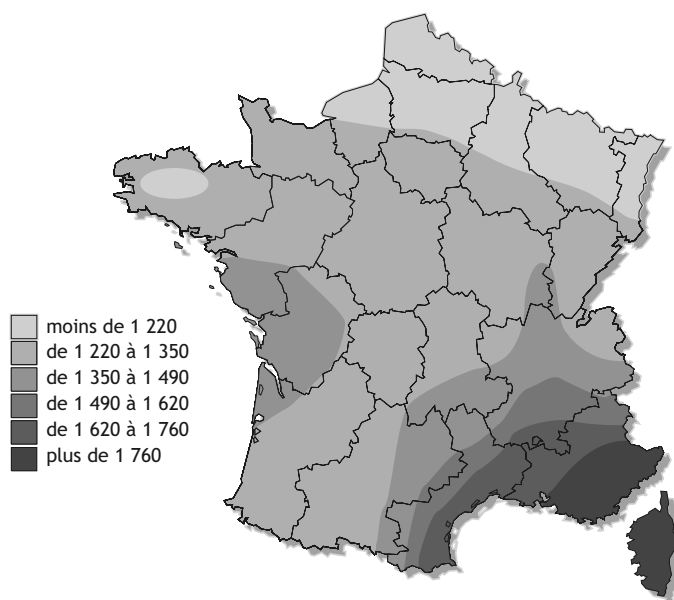 moins de 1 220
de 1 220 à 1 350
de 1 350 à 1 490
de 1 490 à 1 620
de 1 620 à 1 760
plus de 1 760